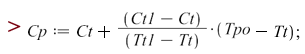 > Cp := Ct + (Ct1 − Ct)/(Tt1 − Tt) · (Tpo − Tt);